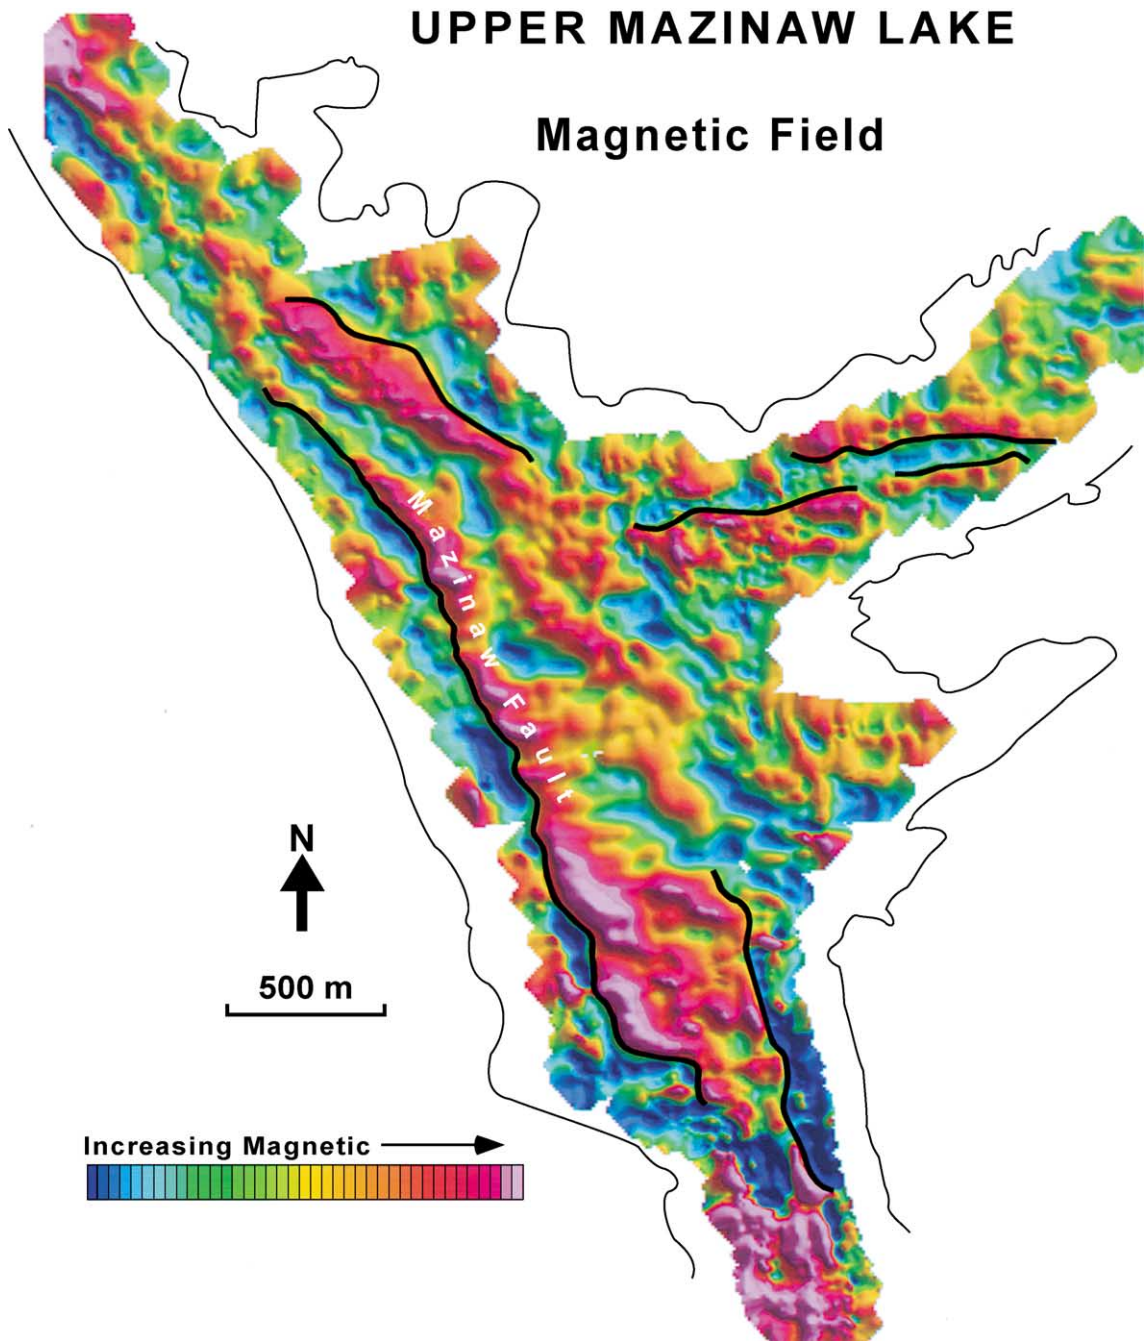 UPPER MAZINAW LAKE
Magnetic Field
Mazinaw Fault
N
500 m
Increasing Magnetic